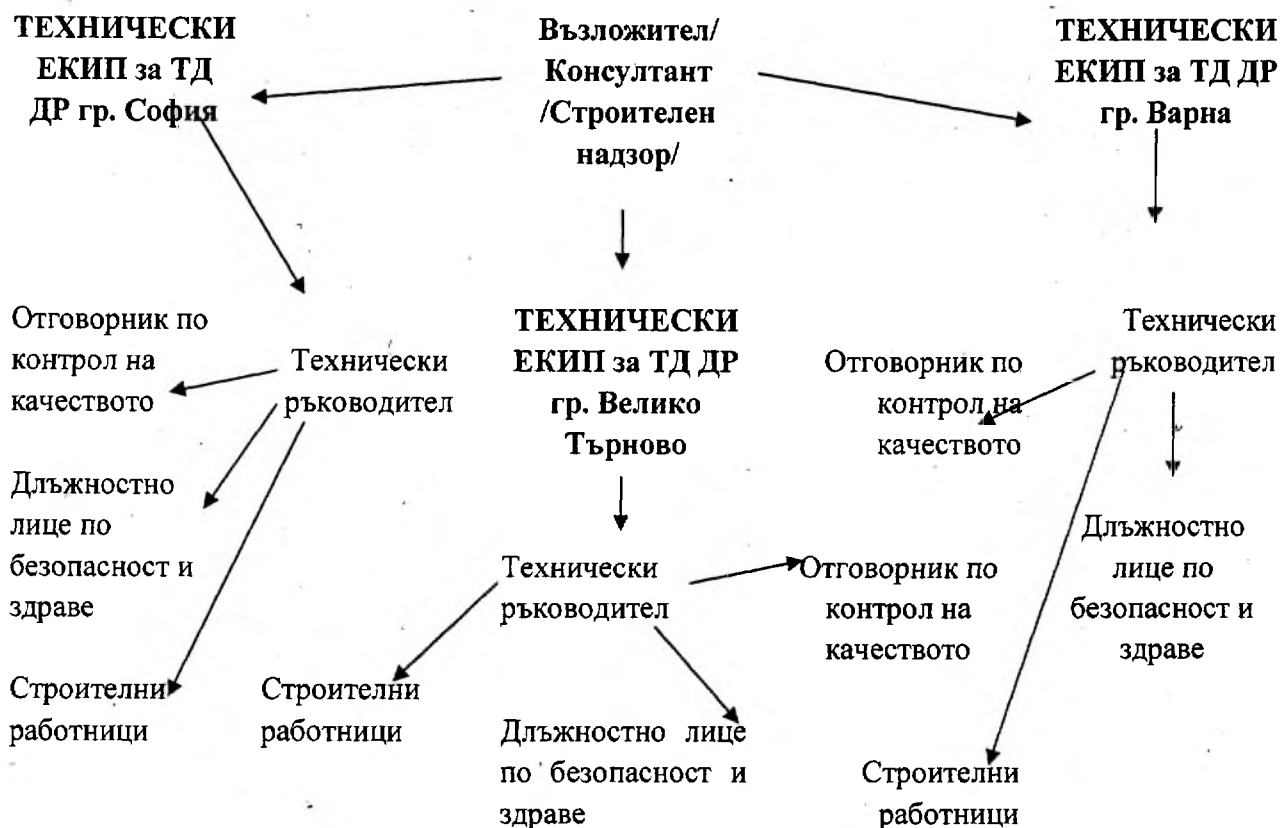 ТЕХНИЧЕСКИ
ЕКИП за ТД
ДР гр. София
Възложител/
Консултант
/Строителен
надзор/
ТЕХНИЧЕСКИ
ЕКИП за ТД ДР
гр. Варна
Отговорник по
контрол на
качеството
Технически
ръководител
Длъжностно
лице по
безопасност и
здраве
Строителни
работници
ТЕХНИЧЕСКИ
ЕКИП за ТД ДР
гр. Велико
Търново
Технически
ръководител
Строителни
работници
Отговорник по
контрол на
качеството
Длъжностно лице
по безопасност и
здраве
Технически
ръководител
Отговорник по
контрол на
качеството
Длъжностно
лице по
безопасност и
здраве
Строителни
работници